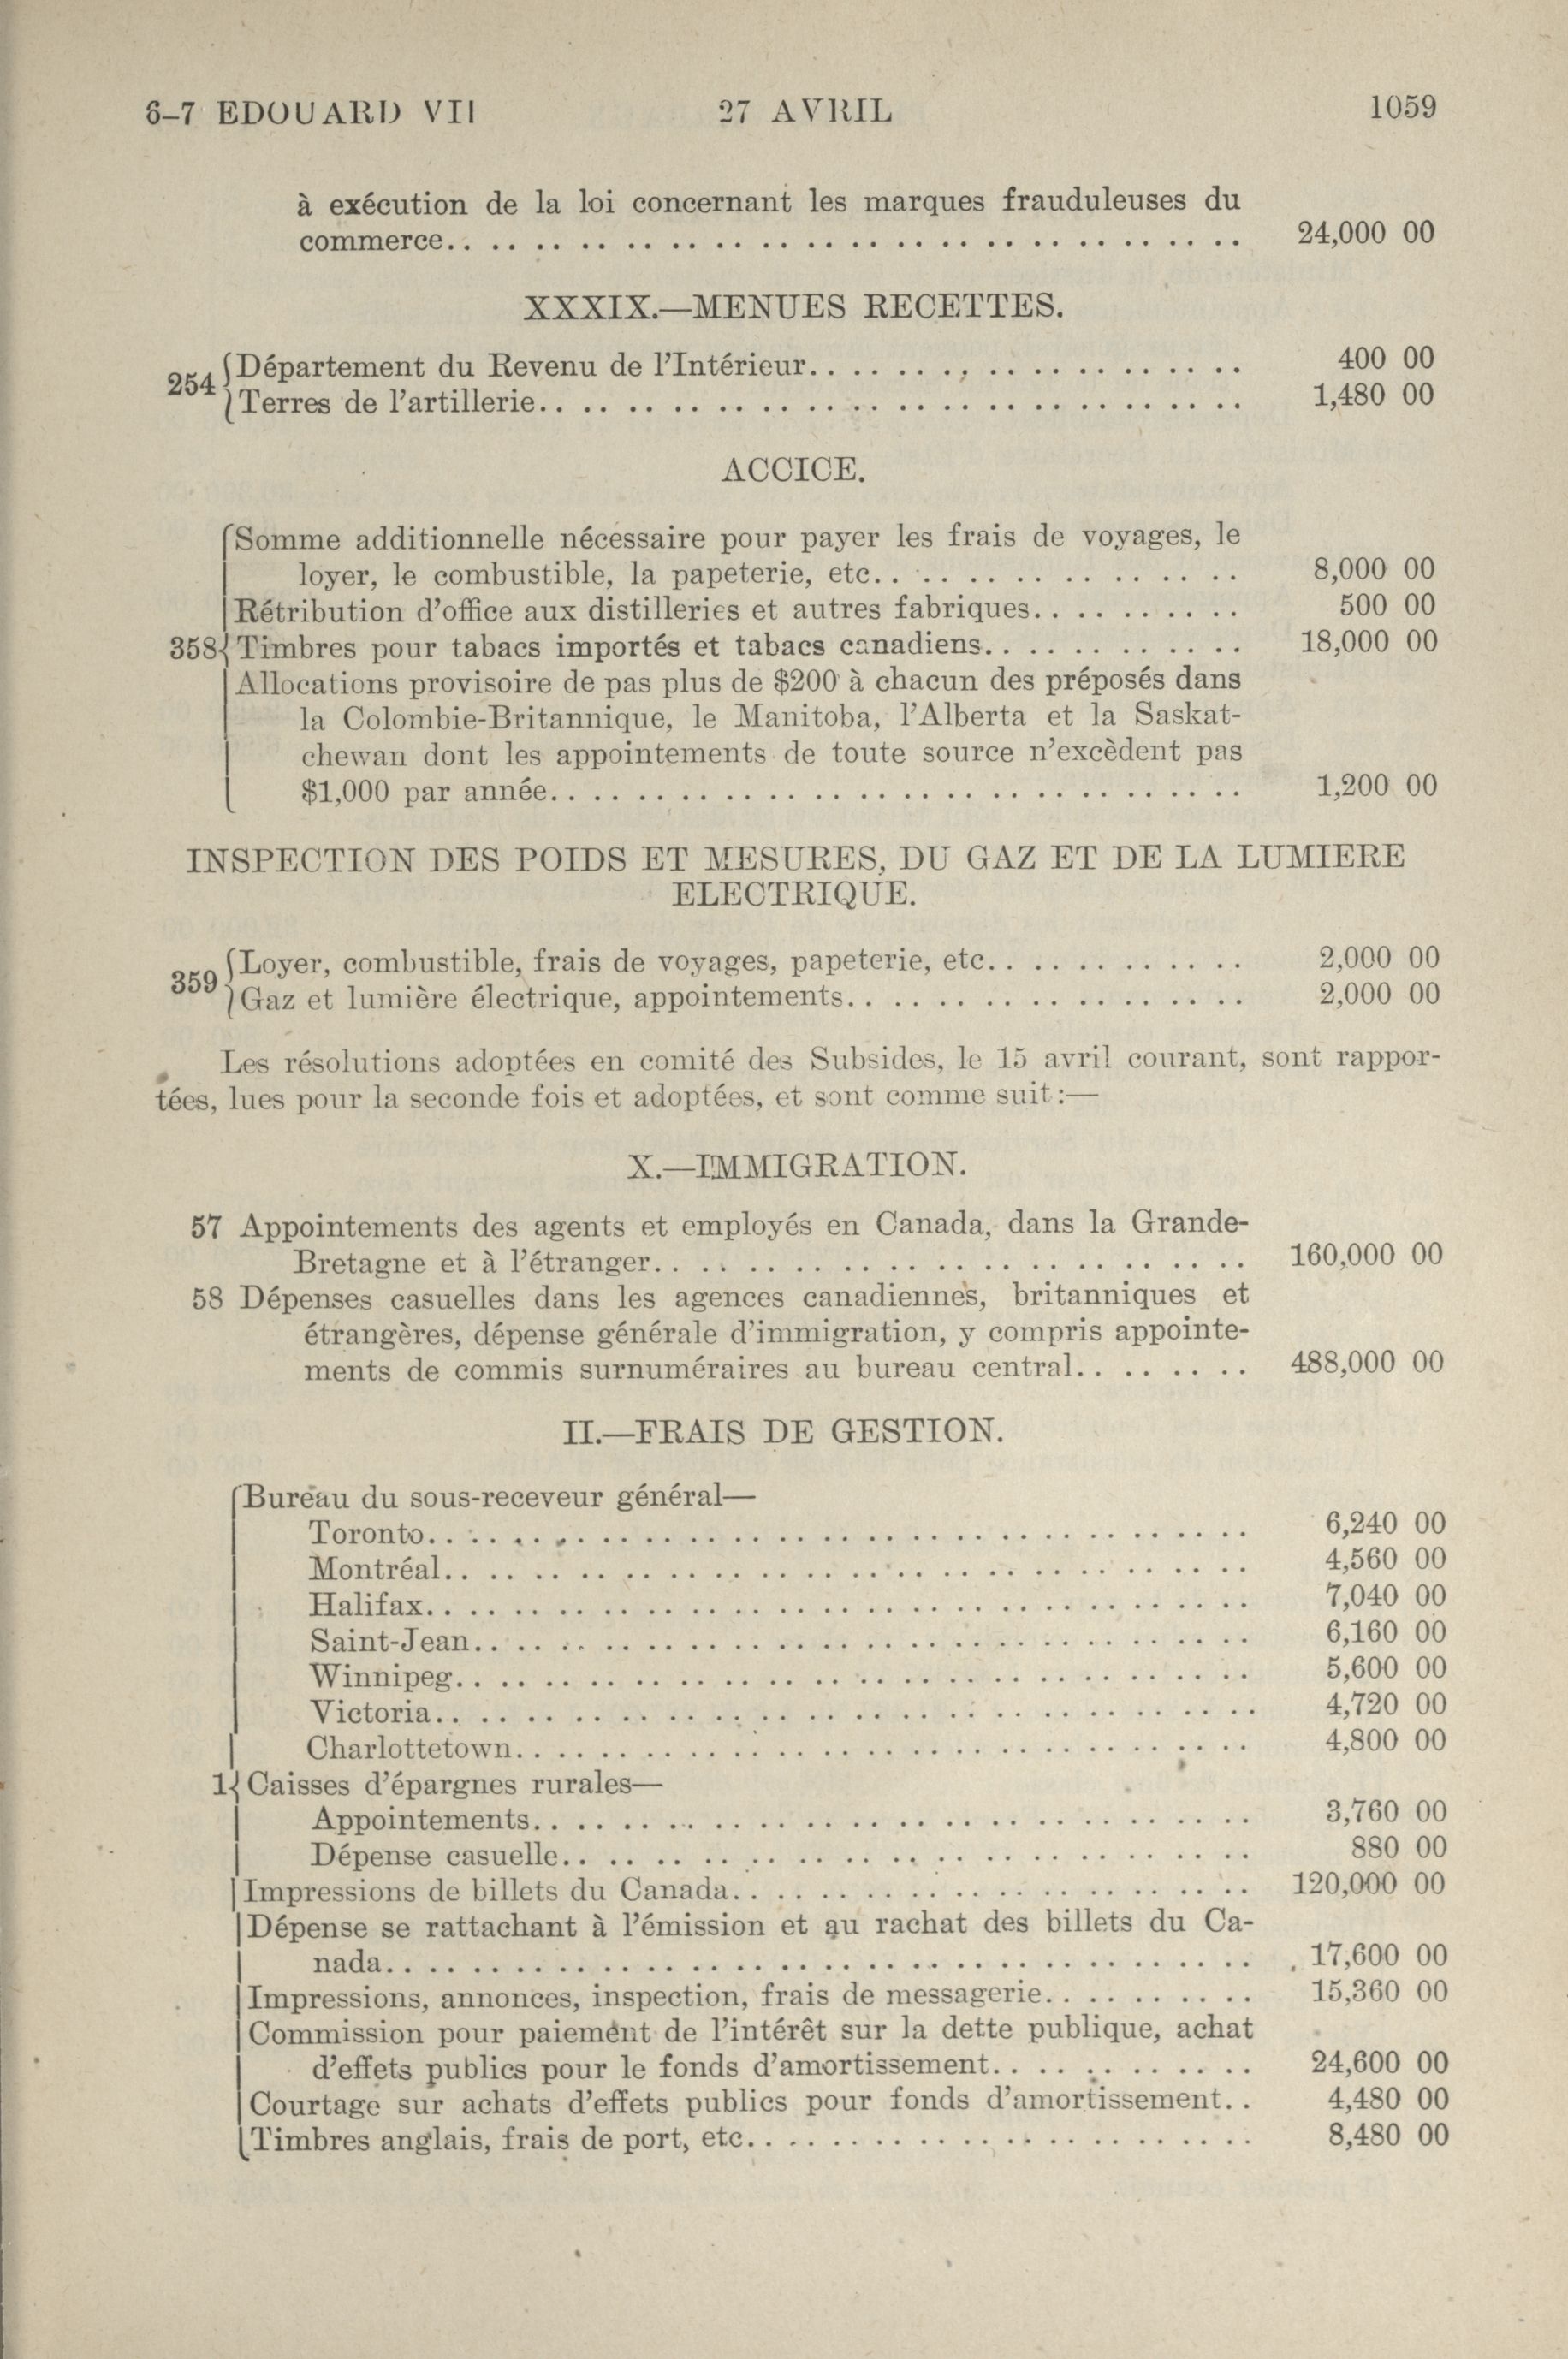 6-7 EDOUARD VII 27 AVRIL 1059
à exécution de la loi concernant les marques frauduleuses du
commerce.. .. .. .. .. .. .. .. .. .. .. .. .. .. .. .. .. .. 24,000 00
XXXIX.—MENUES RECETTES.
254 {Département du Revenu de l'Intérieur.. .. .. .. .. .. .. .. .. .. 400 00
Terres de l'artillerie.. .. .. .. .. .. .. .. .. .. .. .. .. .. .. .. 1,480 00
ACCICE.
Somme additionnelle nécessaire pour payer les frais de voyages, le
loyer, le combustible, la papeterie, etc.. .. .. .. .. .. .. .. .. 8,000 00
Rétribution d'office aux distilleries et autres fabriques.. .. .. .. .. 500 00
358{Timbres pour tabacs importés et tabacs canadiens.. .. .. .. .. .. 18,000 00
Allocations provisoire de pas plus de $200 à chacun des préposés dans
la Colombie-Britannique, le Manitoba, l'Alberta et la Saskat-
chewan dont les appointements de toute source n'excèdent pas
$1,000 par année.. .. .. .. .. .. .. .. .. .. .. .. .. .. .. .. 1,200 00
INSPECTION DES POIDS ET MESURES, DU GAZ ET DE LA LUMIERE
ELECTRIQUE.
359 {Loyer, combustible, frais de voyages, papeterie, etc.. .. .. .. .. .. 2,000 00
Gaz et lumière électrique, appointements.. .. .. .. .. .. .. .. .. 2,000 00
Les résolutions adoptées en comité des Subsides, le 15 avril courant, sont rappor-
tées, lues pour la seconde fois et adoptées, et sont comme suit:—
X.—IMMIGRATION.
57 Appointements des agents et employés en Canada, dans la Grande-
Bretagne et à l'étranger.. .. .. .. .. .. .. .. .. .. .. .. .. .. 160,000 00
58 Dépenses casuelles dans les agences canadiennes, britanniques et
étrangères, dépense générale d'immigration, y compris appointe-
ments de commis surnuméraires au bureau central.. .. .. .. 488,000 00
II.—FRAIS DE GESTION.
Bureau du sous-receveur général—
Toronto.. .. .. .. .. .. .. .. .. .. .. .. .. .. .. .. .. .. .. 6,240 00
Montréal.. .. .. .. .. .. .. .. .. .. .. .. .. .. .. .. .. .. 4,560 00
Halifax.. .. .. .. .. .. .. .. .. .. .. .. .. .. .. .. .. .. .. 7,040 00
Saint-Jean.. .. .. .. .. .. .. .. .. .. .. .. .. .. .. .. .. .. 6,160 00
Winnipeg.. .. .. .. .. .. .. .. .. .. .. .. .. .. .. .. .. .. 5,600 00
Victoria.. .. .. .. .. .. .. .. .. .. .. .. .. .. .. .. .. .. .. 4,720 00
Charlottetown.. .. .. .. .. .. .. .. .. .. .. .. .. .. .. .. .. 4,800 00
1{Caisses d'épargnes rurales—
Appointements.. .. .. .. .. .. .. .. .. .. .. .. .. .. .. .. .. 3,760 00
Dépense casuelle.. .. .. .. .. .. .. .. .. .. .. .. .. .. .. .. 880 00
Impressions de billets du Canada.. .. .. .. .. .. .. .. .. .. .. .. 120,000 00
Dépense se rattachant à l'émission et au rachat des billets du Ca-
nada.. .. .. .. .. .. .. .. .. .. .. .. .. .. .. .. .. .. .. .. 17,600 00
Impressions, annonces, inspection, frais de messagerie.. .. .. .. .. 15,360 00
Commission pour paiement de l'intérêt sur la dette publique, achat
d'effets publics pour le fonds d'amortissement.. .. .. .. .. .. 24,600 00
Courtage sur achats d'effets publics pour fonds d'amortissement.. 4,480 00
Timbres anglais, frais de port, etc.. .. .. .. .. .. .. .. .. .. .. .. 8,480 00